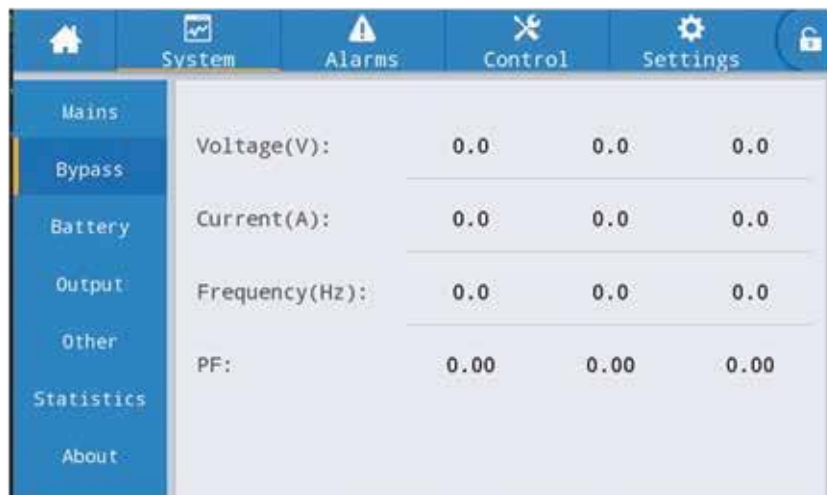 System Alarms Control Settings
Mains
Bypass
Battery
Output
Other
Statistics
About
Voltage(V): 0.0 0.0 0.0
Current(A): 0.0 0.0 0.0
Frequency(Hz): 0.0 0.0 0.0
PF: 0.00 0.00 0.00